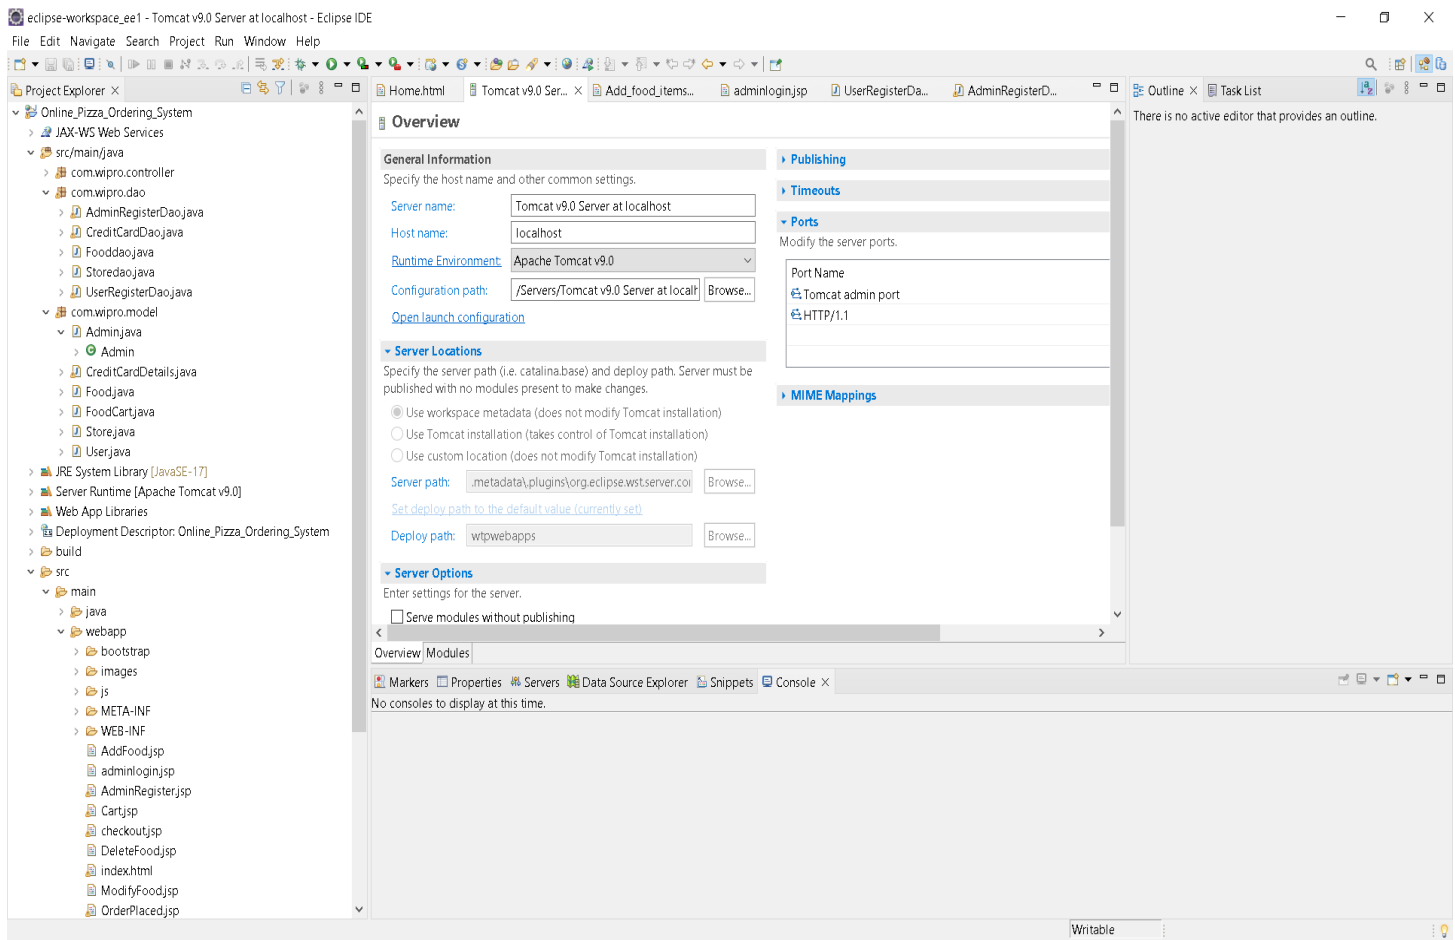 eclipse-workspace_ee1 - Tomcat v9.0 Server at localhost - Eclipse IDE
File Edit Navigate Search Project Run Window Help
Project Explorer
Online_Pizza_Ordering_System
JAX-WS Web Services
src/main/java
com.wipro.controller
com.wipro.dao
AdminRegisterDao.java
CreditCardDao.java
Fooddao.java
Storedao.java
UserRegisterDao.java
com.wipro.model
Admin.java
Admin
CreditCardDetails.java
Food.java
FoodCart.java
Store.java
User.java
JRE System Library [JavaSE-17]
Server Runtime [Apache Tomcat v9.0]
Web App Libraries
Deployment Descriptor: Online_Pizza_Ordering_System
build
src
main
java
webapp
bootstrap
images
js
META-INF
WEB-INF
AddFood.jsp
adminlogin.jsp
AdminRegister.jsp
Cart.jsp
checkout.jsp
DeleteFood.jsp
index.html
ModifyFood.jsp
OrderPlaced.jsp
Home.html Tomcat v9.0 Ser... Add_food_items... adminlogin.jsp UserRegisterDa... AdminRegisterD...
Overview
General Information
Specify the host name and other common settings.
Server name: Tomcat v9.0 Server at localhost
Host name: localhost
Runtime Environment: Apache Tomcat v9.0
Configuration path: /Servers/Tomcat v9.0 Server at localh Browse...
Open launch configuration
Server Locations
Specify the server path (i.e. catalina.base) and deploy path. Server must be
published with no modules present to make changes.
Use workspace metadata (does not modify Tomcat installation)
Use Tomcat installation (takes control of Tomcat installation)
Use custom location (does not modify Tomcat installation)
Server path: .metadata\.plugins\org.eclipse.wst.server.cor Browse...
Set deploy path to the default value (currently set)
Deploy path: wtpwebapps Browse...
Server Options
Enter settings for the server.
Serve modules without publishing
Publishing
Timeouts
Ports
Modify the server ports.
Port Name
Tomcat admin port
HTTP/1.1
MIME Mappings
Overview Modules
Outline Task List
There is no active editor that provides an outline.
Markers Properties Servers Data Source Explorer Snippets Console
No consoles to display at this time.
Writable